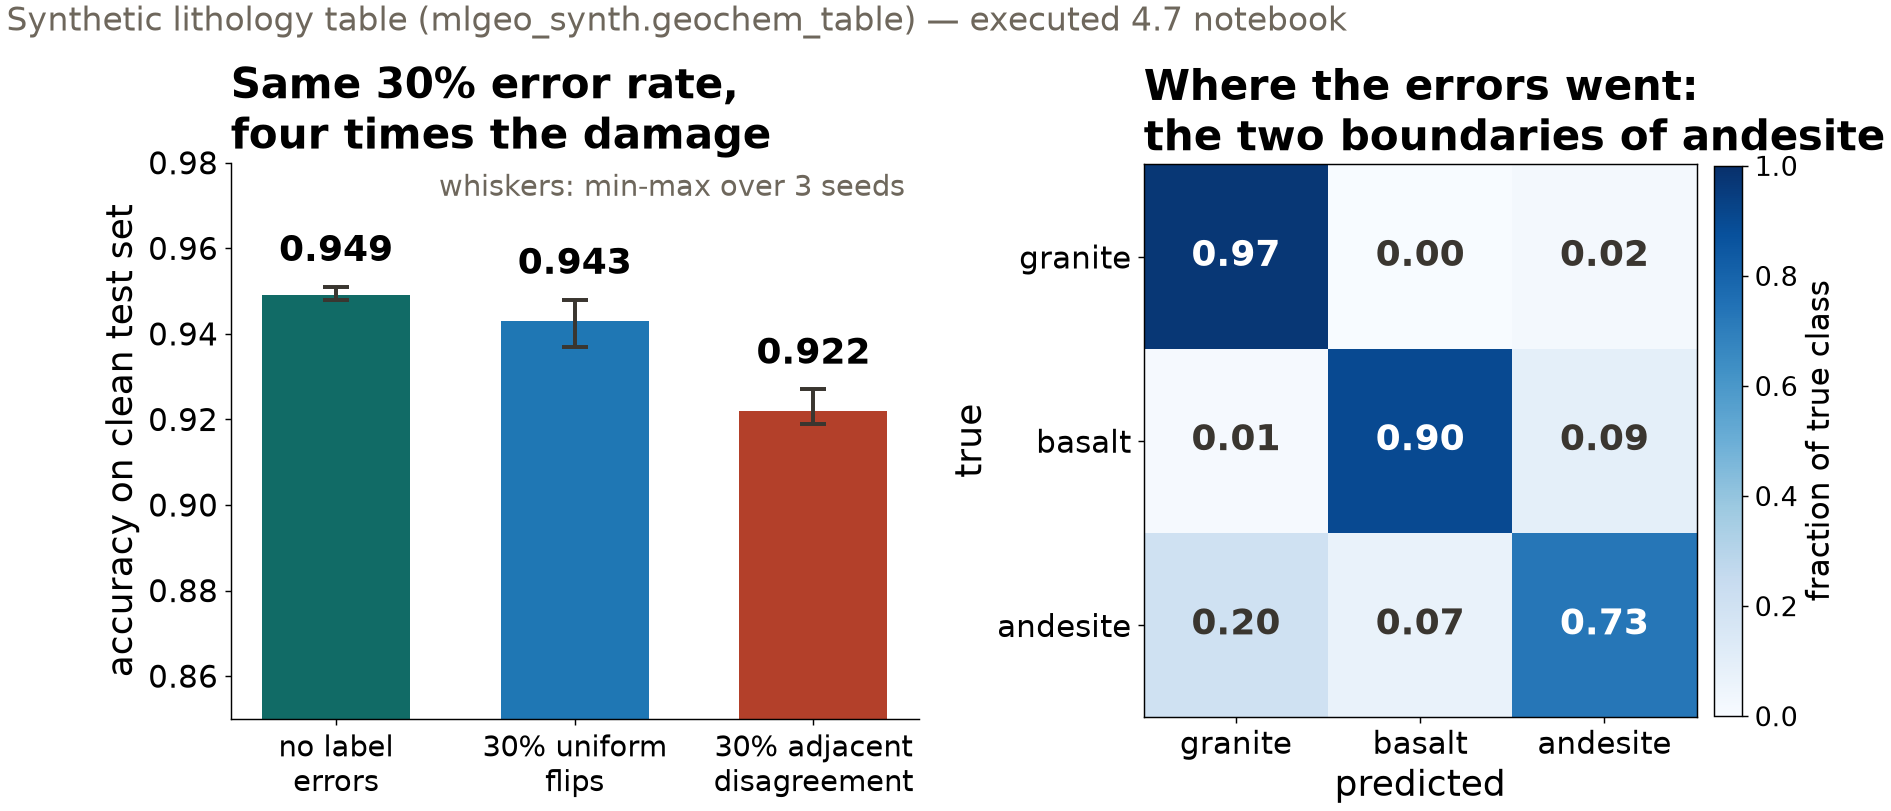 Synthetic lithology table (mlgeo_synth.geochem_table) — executed 4.7 notebook
Same 30% error rate,
four times the damage
whiskers: min-max over 3 seeds
accuracy on clean test set
0.98
0.96
0.94
0.92
0.90
0.88
0.86
0.949
0.943
0.922
no label
errors
30% uniform
flips
30% adjacent
disagreement
Where the errors went:
the two boundaries of andesite
true
granite
0.97 0.00 0.02
basalt
0.01 0.90 0.09
andesite
0.20 0.07 0.73
granite basalt andesite
predicted
1.0
0.8
0.6
0.4
0.2
0.0
fraction of true class